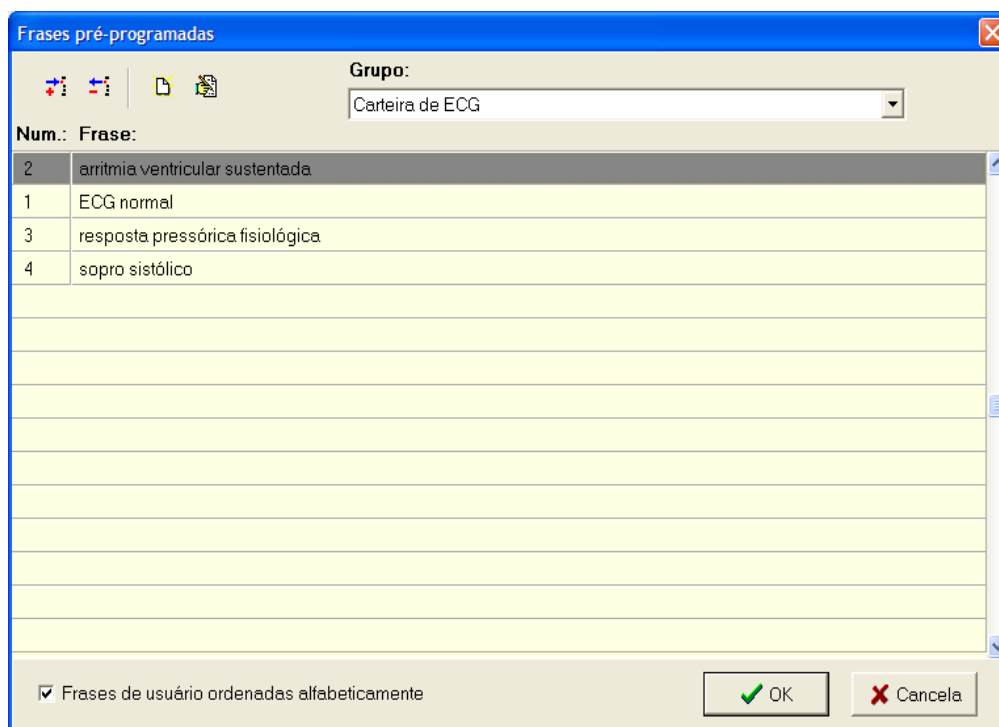 Frases pré-programadas
Grupo:
Carteira de ECG
Num.: Frase:
2 arritmia ventricular sustentada
1 ECG normal
3 resposta pressórica fisiológica
4 sopro sistólico
Frases de usuário ordenadas alfabeticamente
OK
Cancela